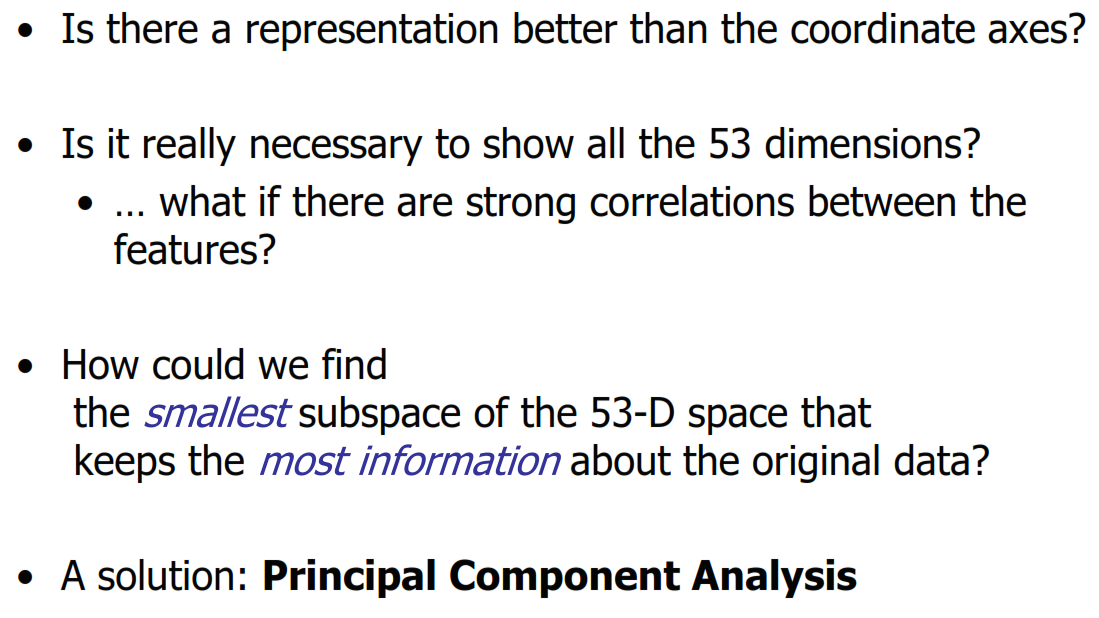 • Is there a representation better than the coordinate axes?
• Is it really necessary to show all the 53 dimensions?
• ... what if there are strong correlations between the
features?
• How could we find
the smallest subspace of the 53-D space that
keeps the most information about the original data?
• A solution: Principal Component Analysis